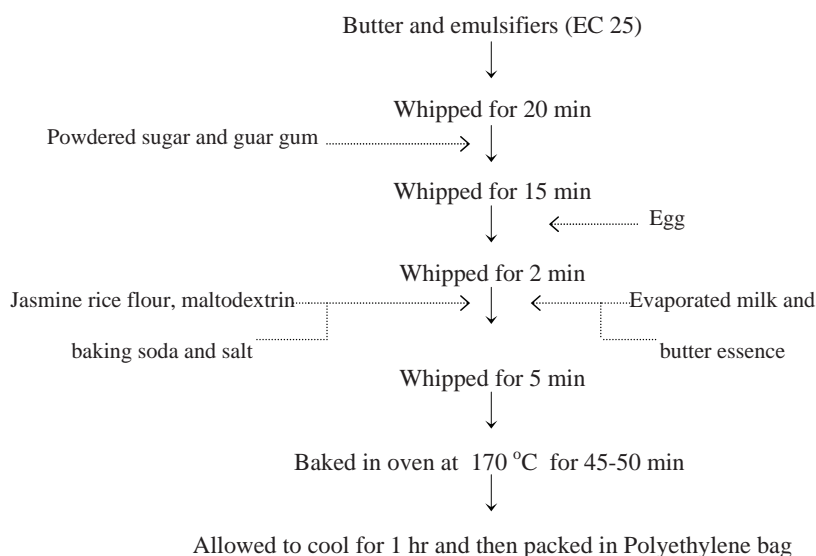 Butter and emulsifiers (EC 25)
Whipped for 20 min
Powdered sugar and guar gum
Whipped for 15 min
Egg
Whipped for 2 min
Jasmine rice flour, maltodextrin
Evaporated milk and
baking soda and salt
butter essence
Whipped for 5 min
Baked in oven at 170 °C for 45-50 min
Allowed to cool for 1 hr and then packed in Polyethylene bag